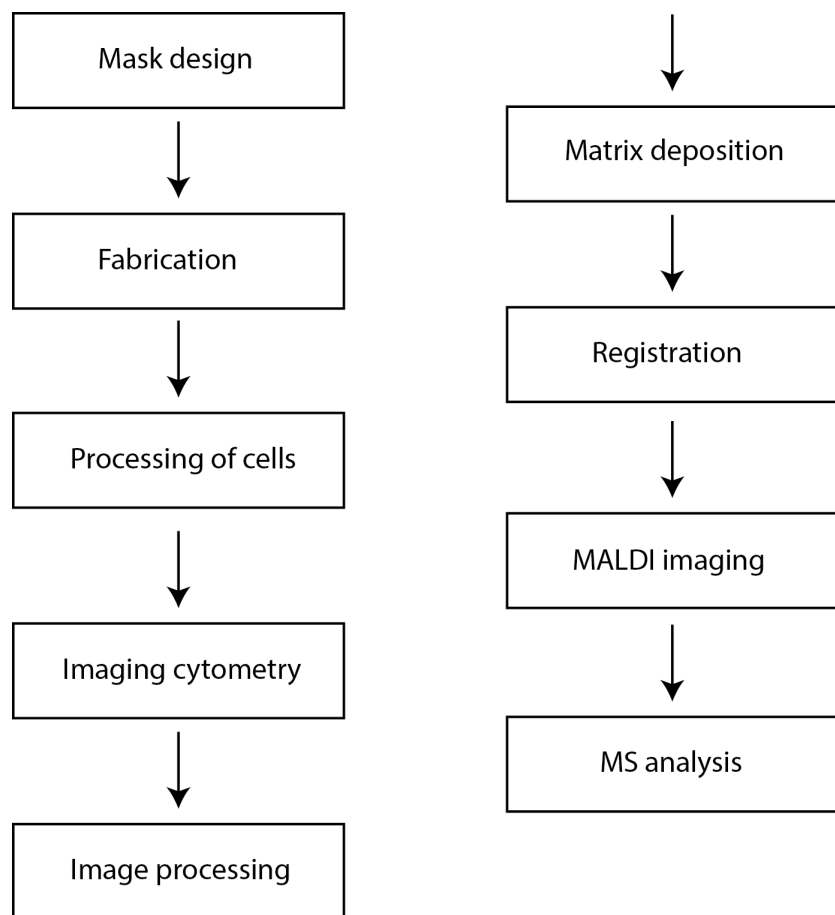 Mask design
Fabrication
Processing of cells
Imaging cytometry
Image processing
Matrix deposition
Registration
MALDI imaging
MS analysis